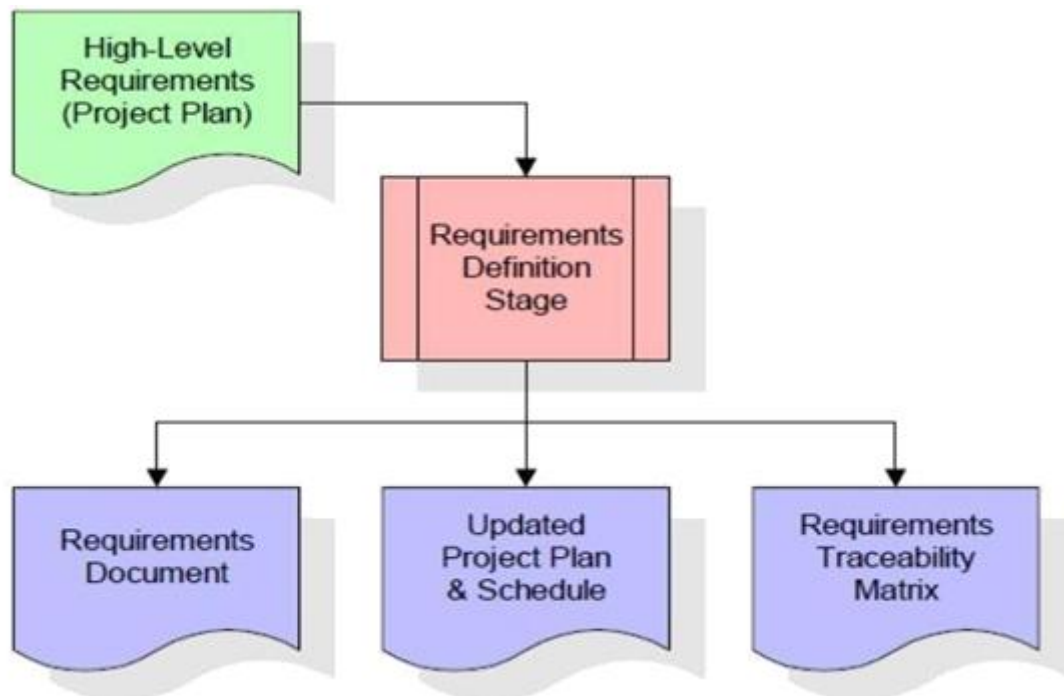 High-Level
Requirements
(Project Plan)
Requirements
Definition
Stage
Requirements
Document
Updated
Project Plan
& Schedule
Requirements
Traceability
Matrix